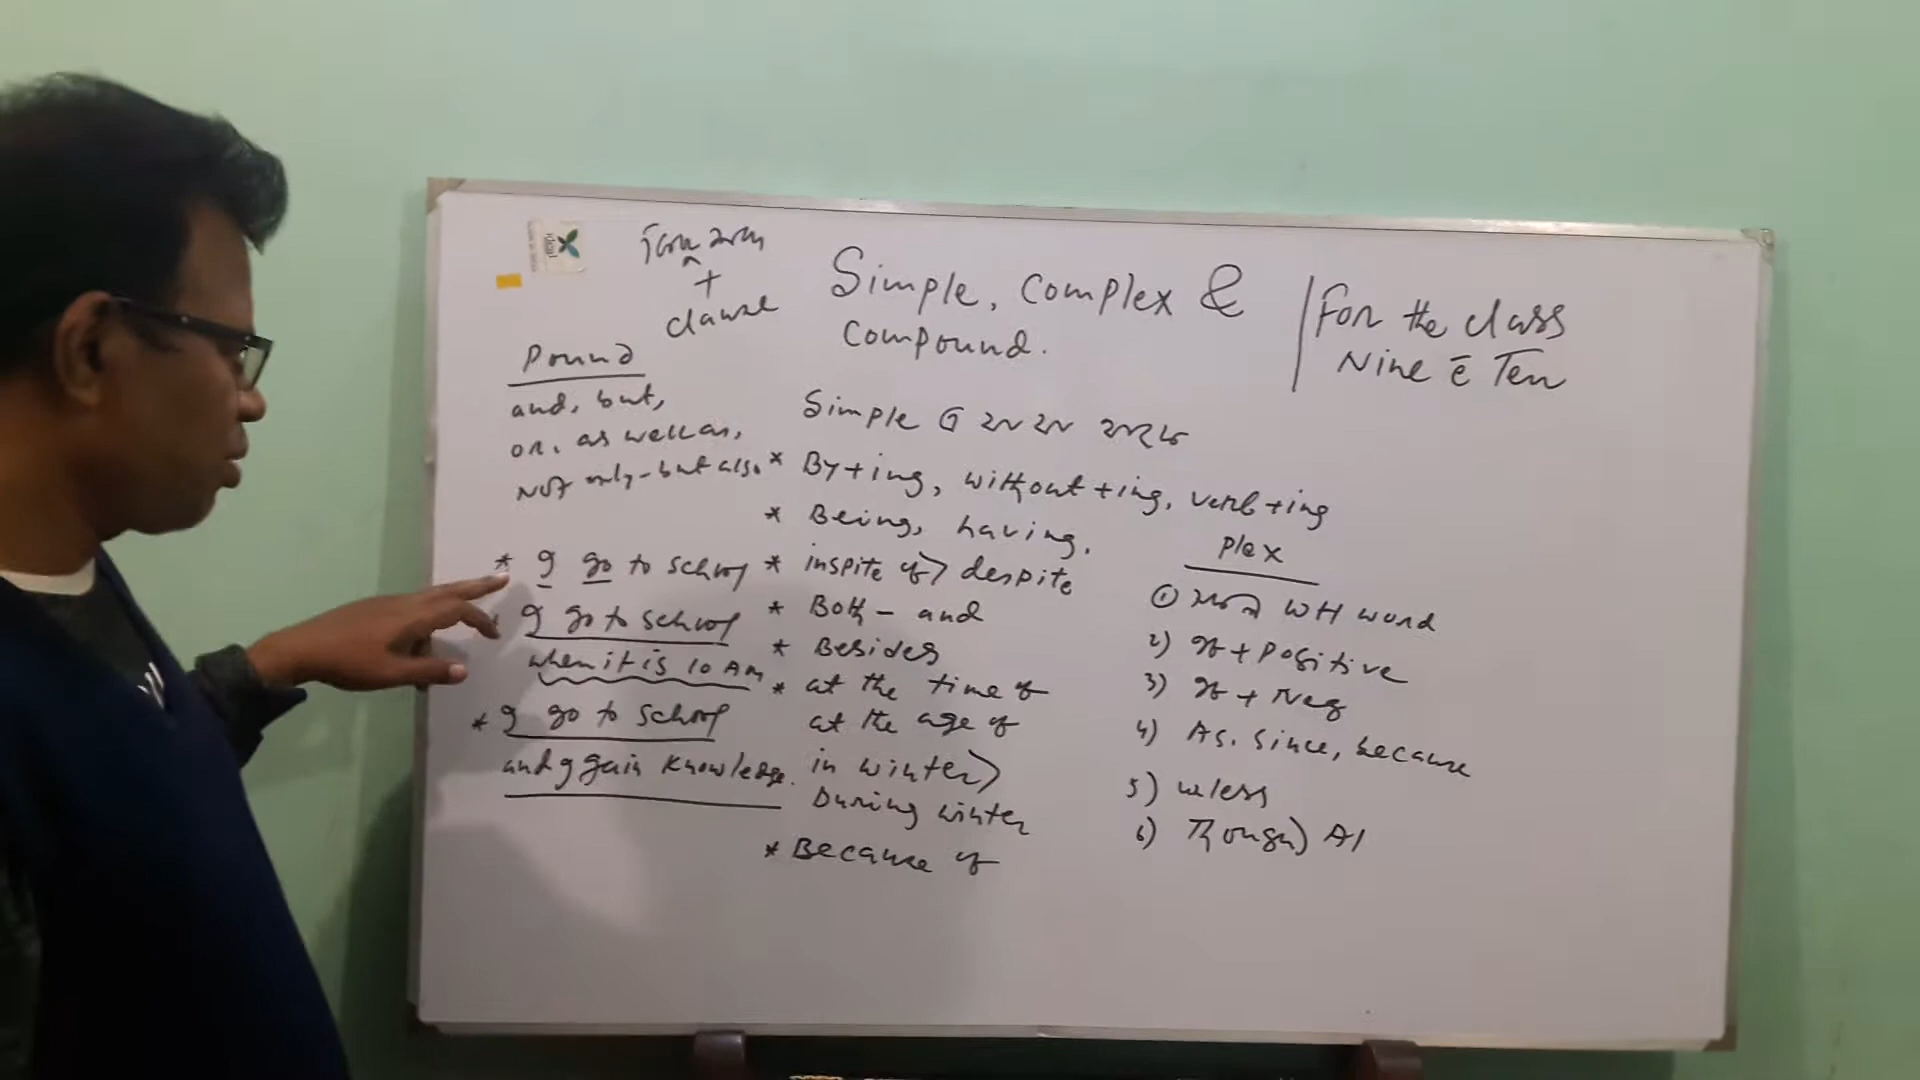 +
clause
Simple, Complex &
Compound.
For the class
Nine ē Ten
Pound
and, but,
or, as well as,
Not only - but also
* I go to school
* I go to school
when it is 10 AM
* I go to school
and I gain knowledge.
Simple এ
* By+ing, without+ing, verb+ing
* Being, having,
* inspite of) despite
* Both - and
* Besides
* at the time of
at the age of
in winter)
During winter
* Because of
Plex
① WH word
2) If + Positive
3) If + Neg
4) As, Since, because
5) unless
6) Though) Al